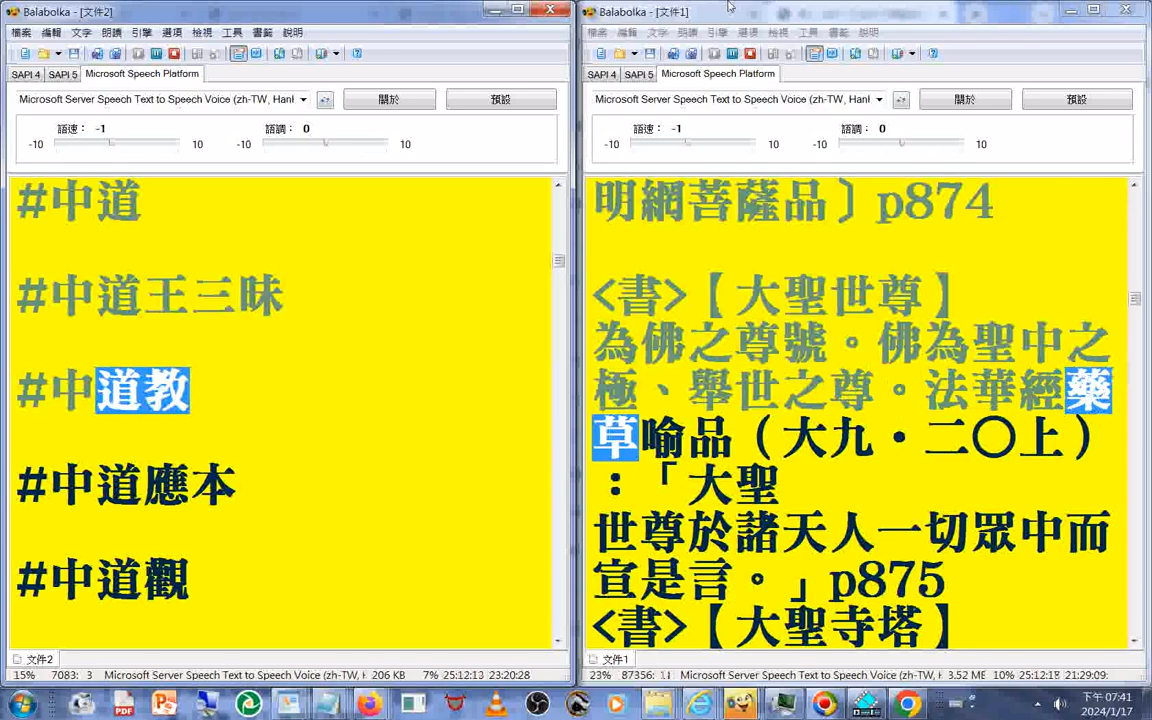 Balabolka - [文件2]
檔案 編輯 文字 朗讀 引擎 選項 檢視 工具 書籤 說明
SAPI 4 SAPI 5 Microsoft Speech Platform
Microsoft Server Speech Text to Speech Voice (zh-TW, Hanl
關於
預設
語速： -1
語調： 0
-10 10 -10 10
#中道
#中道王三昧
#中道教
#中道應本
#中道觀
文件2
15% 7083: 3 Microsoft Server Speech Text to Speech Voice (zh-TW, H 206 KB 7% 25:12:13 23:20:28
Balabolka - [文件1]
檔案 編輯 文字 朗讀 引擎 選項 檢視 工具 書籤 說明
SAPI 4 SAPI 5 Microsoft Speech Platform
Microsoft Server Speech Text to Speech Voice (zh-TW, Hanl
關於
預設
語速： -1
語調： 0
-10 10 -10 10
明網菩薩品〕p874
<書>【大聖世尊】
為佛之尊號。佛為聖中之
極、舉世之尊。法華經藥
草喻品（大九·二〇上）
：「大聖
世尊於諸天人一切眾中而
宣是言。」p875
<書>【大聖寺塔】
文件1
23% 87356: Microsoft Server Speech Text to Speech Voice (zh-TW, H 3.52 ME 10% 25:12:18 21:29:09
下午 07:41
2024/1/17